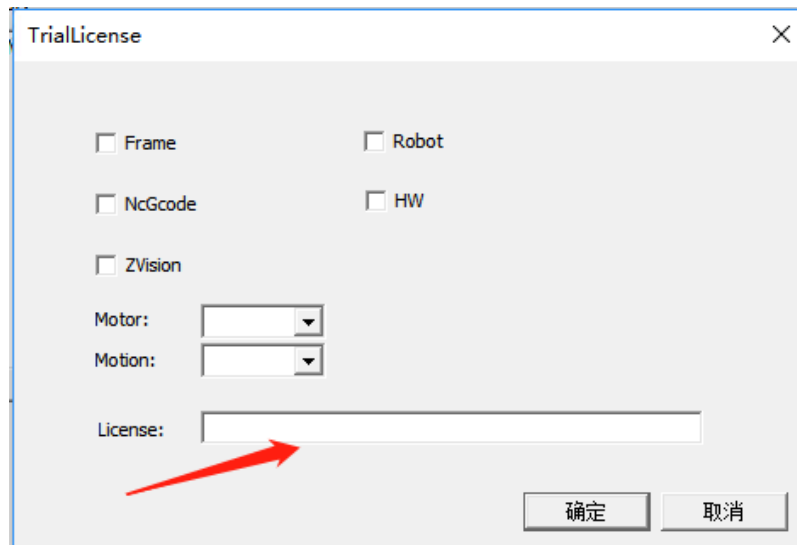 TrialLicense
Frame
Robot
NcGcode
HW
ZVision
Motor:
Motion:
License:
确定
取消